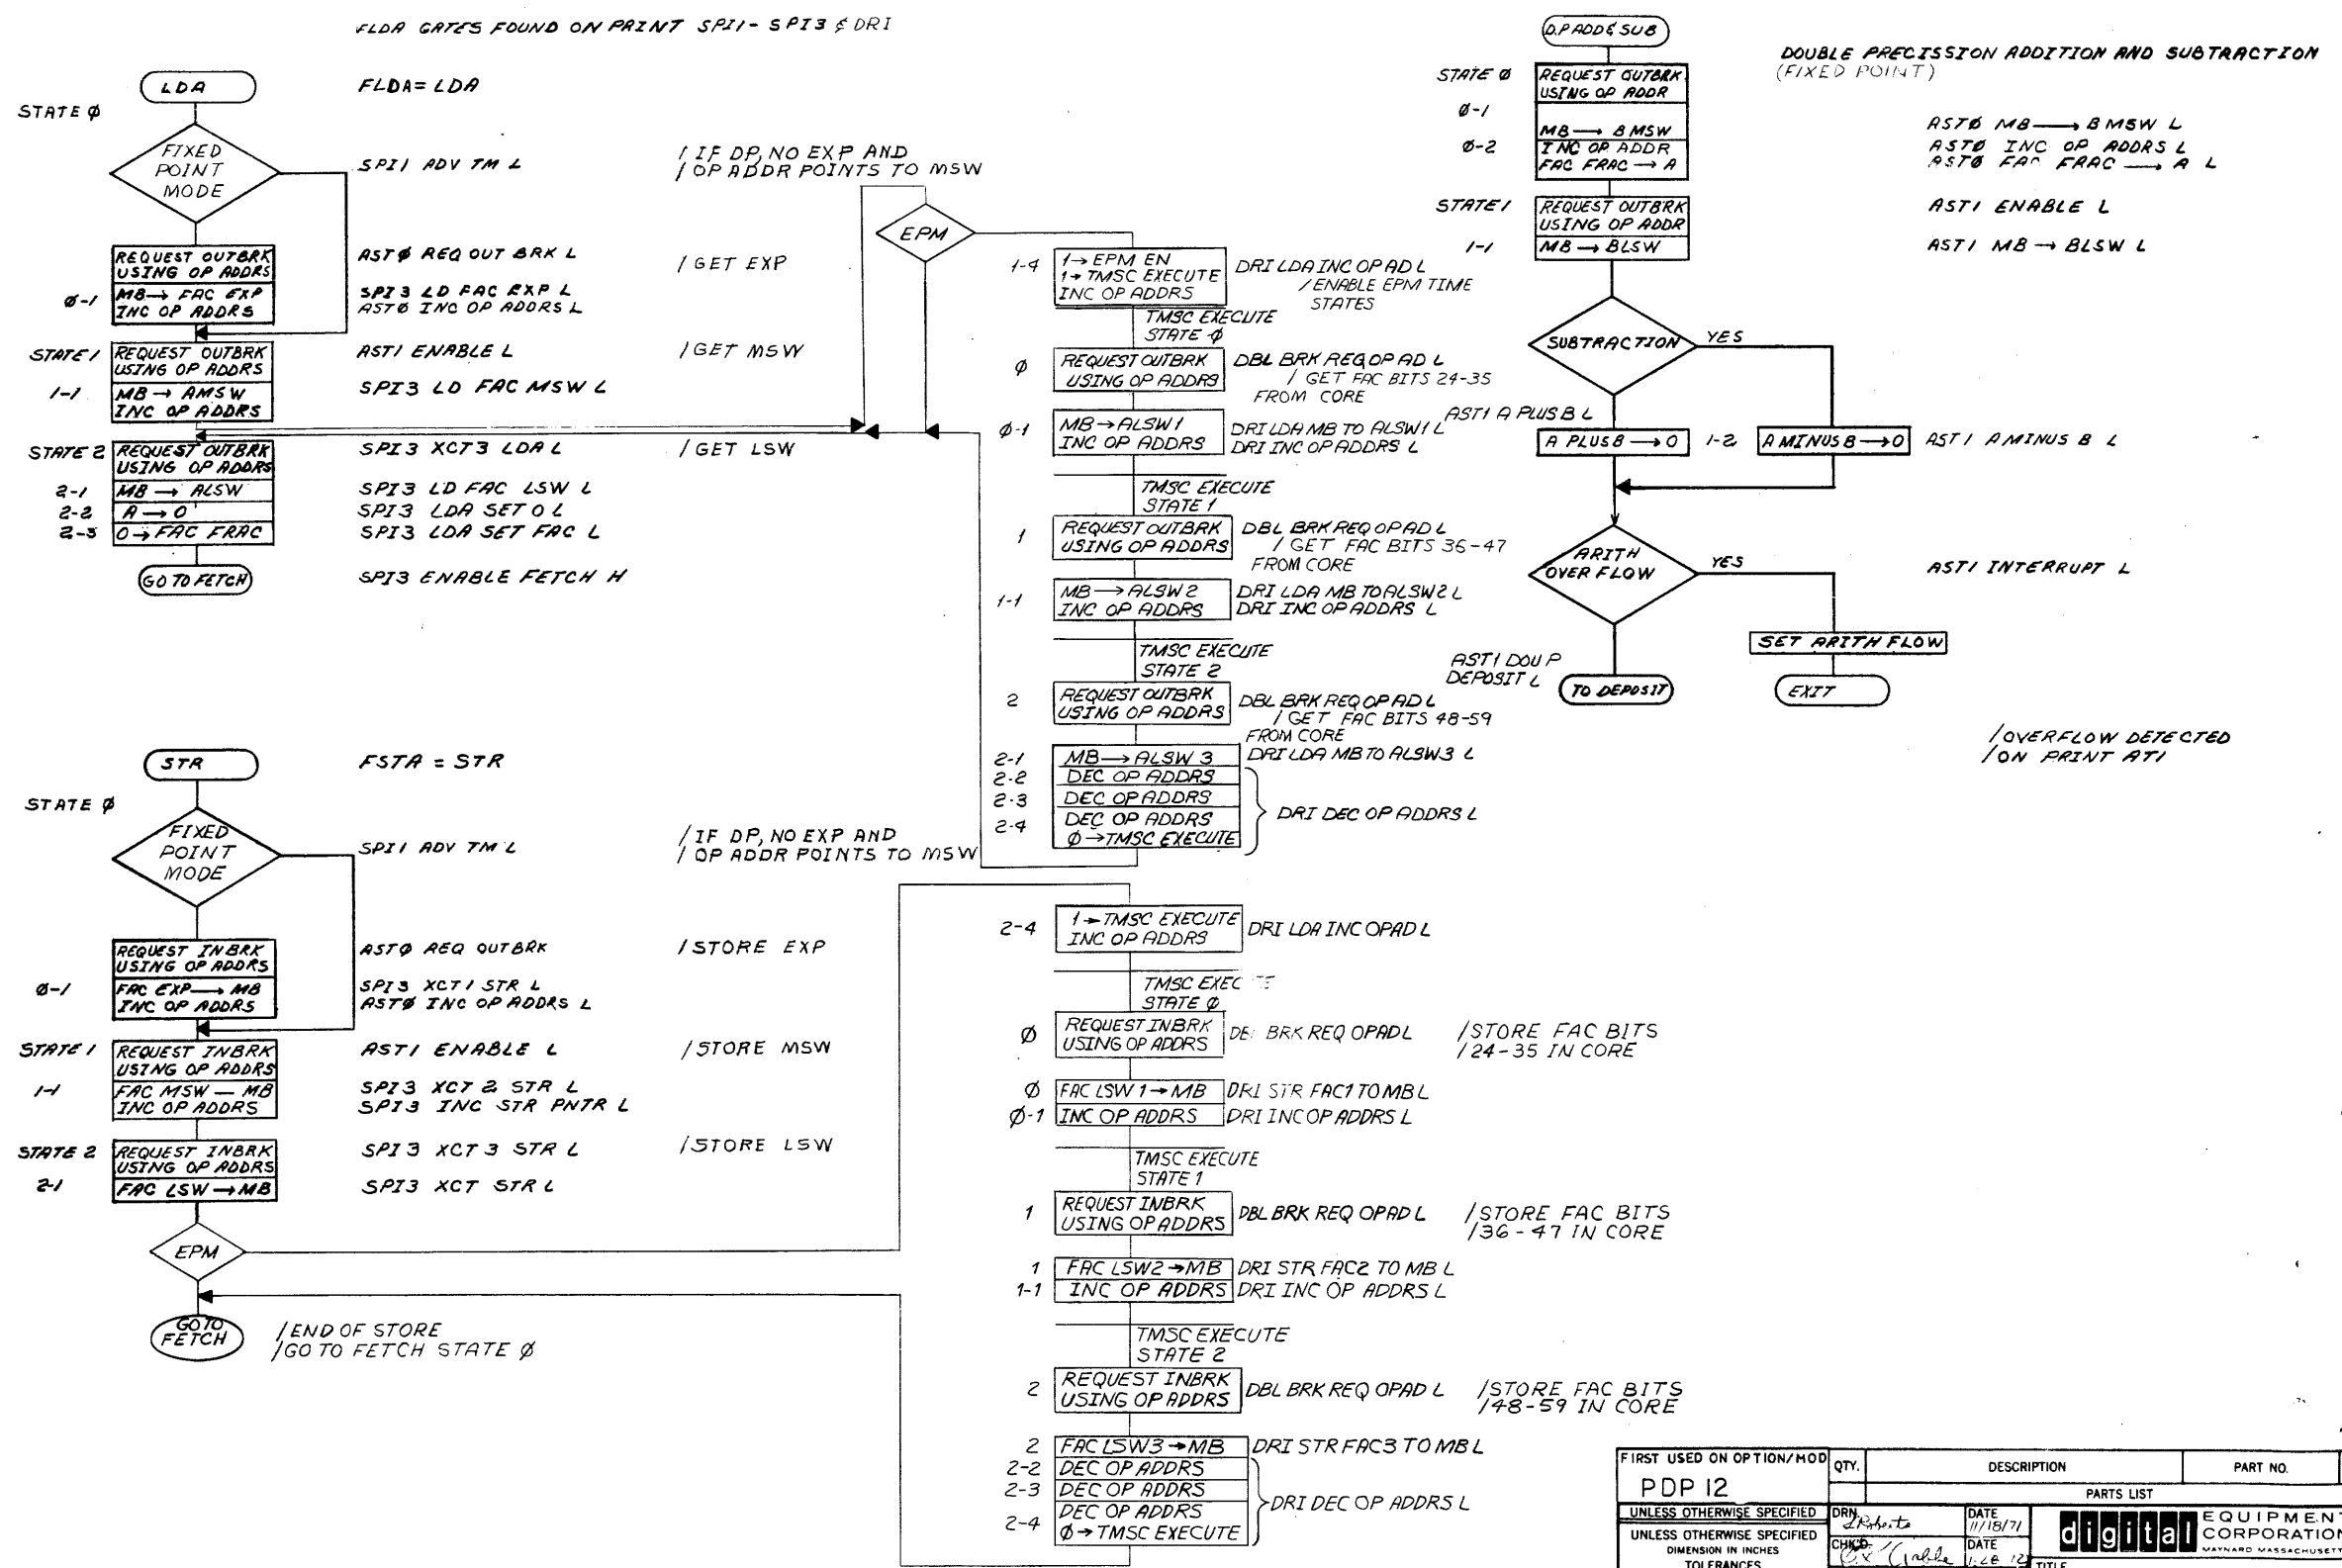 FLDA GATES FOUND ON PRINT SPI1- SPI3 & DRI
LDA
FLDA= LDA
STATE Ø
FIXED
POINT
MODE
SPI1 ADV TM L
/ IF DP, NO EXP AND
/ OP ADDR POINTS TO MSW
REQUEST OUTBRK
USING OP ADDRS
ASTØ REQ OUT BRK L
/ GET EXP
Ø-1
MB→ FAC EXP
INC OP ADDRS
SPI3 LD FAC EXP L
ASTØ INC OP ADDRS L
STATE 1
REQUEST OUTBRK
USING OP ADDRS
AST1 ENABLE L
/GET MSW
1-1
MB→ AMSW
INC OP ADDRS
SPI3 LD FAC MSW L
STATE 2
REQUEST OUTBRK
USING OP ADDRS
SPI3 XCT3 LDA L
/GET LSW
2-1
MB → ALSW
SPI3 LD FAC LSW L
2-2
A → O
SPI3 LDA SET O L
2-3
O→FAC FRAC
SPI3 LDA SET FAC L
GO TO FETCH
SPI3 ENABLE FETCH H
EPM
1-4
1→ EPM EN
1→ TMSC EXECUTE
INC OP ADDRS
DRI LDA INC OP AD L
/ENABLE EPM TIME
STATES
TMSC EXECUTE
STATE Ø
Ø
REQUEST OUTBRK
USING OP ADDRS
DBL BRK REQ OP AD L
/ GET FAC BITS 24-35
FROM CORE
Ø-1
MB→ALSW1
INC OP ADDRS
DRI LDA MB TO ALSW1 L
DRI INC OP ADDRS L
TMSC EXECUTE
STATE 1
1
REQUEST OUTBRK
USING OP ADDRS
DBL BRK REQ OP AD L
/ GET FAC BITS 36-47
FROM CORE
1-1
MB→ALSW2
INC OP ADDRS
DRI LDA MB TO ALSW2 L
DRI INC OP ADDRS L
TMSC EXECUTE
STATE 2
2
REQUEST OUTBRK
USING OP ADDRS
DBL BRK REQ OP AD L
/ GET FAC BITS 48-59
FROM CORE
2-1
MB→ALSW 3
DRI LDA MB TO ALSW3 L
2-2
DEC OP ADDRS
2-3
DEC OP ADDRS
2-4
DEC OP ADDRS
Ø→TMSC EXECUTE
DRI DEC OP ADDRS L
D.P ADD & SUB
DOUBLE PRECISSION ADDITION AND SUBTRACTION
(FIXED POINT)
STATE Ø
REQUEST OUTBRK
USING OP ADDR
Ø-1
MB→ BMSW
ASTØ MB→ BMSW L
Ø-2
INC OP ADDR
FAC FRAC → A
ASTØ INC OP ADDRS L
ASTØ FAC FRAC → A L
STATE 1
REQUEST OUTBRK
USING OP ADDR
AST1 ENABLE L
1-1
MB → BLSW
AST1 MB → BLSW L
SUBTRACTION
YES
AST1 A PLUS B L
A PLUS B → O
1-2
A MINUS B→O
AST1 A MINUS B L
ARITH
OVER FLOW
YES
AST1 INTERRUPT L
SET ARITH FLOW
AST1 DOU P
DEPOSIT L
TO DEPOSIT
EXIT
/OVERFLOW DETECTED
/ON PRINT AT1
STR
FSTA = STR
STATE Ø
FIXED
POINT
MODE
SPI1 ADV TM L
/ IF DP, NO EXP AND
/ OP ADDR POINTS TO MSW
REQUEST INBRK
USING OP ADDRS
ASTØ REQ OUTBRK
/STORE EXP
Ø-1
FAC EXP→ MB
INC OP ADDRS
SPI3 XCT1 STR L
ASTØ INC OP ADDRS L
STATE 1
REQUEST INBRK
USING OP ADDRS
AST1 ENABLE L
/STORE MSW
1-1
FAC MSW — MB
INC OP ADDRS
SPI3 XCT 2 STR L
SPI3 INC STR PNTR L
STATE 2
REQUEST INBRK
USING OP ADDRS
SPI3 XCT 3 STR L
/STORE LSW
2-1
FAC LSW→MB
SPI3 XCT STR L
EPM
GO TO
FETCH
/END OF STORE
/GO TO FETCH STATE Ø
2-4
1→TMSC EXECUTE
INC OP ADDRS
DRI LDA INC OPAD L
TMSC EXEC
STATE Ø
Ø
REQUEST INBRK
USING OP ADDRS
BRK REQ OPAD L
/STORE FAC BITS
/24-35 IN CORE
Ø
FAC LSW 1→MB
DRI STR FAC1 TO MB L
Ø-1
INC OP ADDRS
DRI INC OP ADDRS L
TMSC EXECUTE
STATE 1
1
REQUEST INBRK
USING OP ADDRS
DBL BRK REQ OPAD L
/STORE FAC BITS
/36-47 IN CORE
1
FAC LSW2→MB
DRI STR FAC2 TO MB L
1-1
INC OP ADDRS
DRI INC OP ADDRS L
TMSC EXECUTE
STATE 2
2
REQUEST INBRK
USING OP ADDRS
DBL BRK REQ OPAD L
/STORE FAC BITS
/48-59 IN CORE
2
FAC LSW3→MB
DRI STR FAC3 TO MB L
2-2
DEC OP ADDRS
2-3
DEC OP ADDRS
2-4
DEC OP ADDRS
Ø→TMSC EXECUTE
DRI DEC OP ADDRS L
FIRST USED ON OPTION/MOD
PDP 12
QTY.
DESCRIPTION
PART NO.
PARTS LIST
UNLESS OTHERWISE SPECIFIED
UNLESS OTHERWISE SPECIFIED
DIMENSION IN INCHES
TOLERANCES
DRN.
DATE
11/18/71
CHK'D.
DATE
digital
EQUIPMENT
CORPORATION
MAYNARD MASSACHUSETT
TITLE